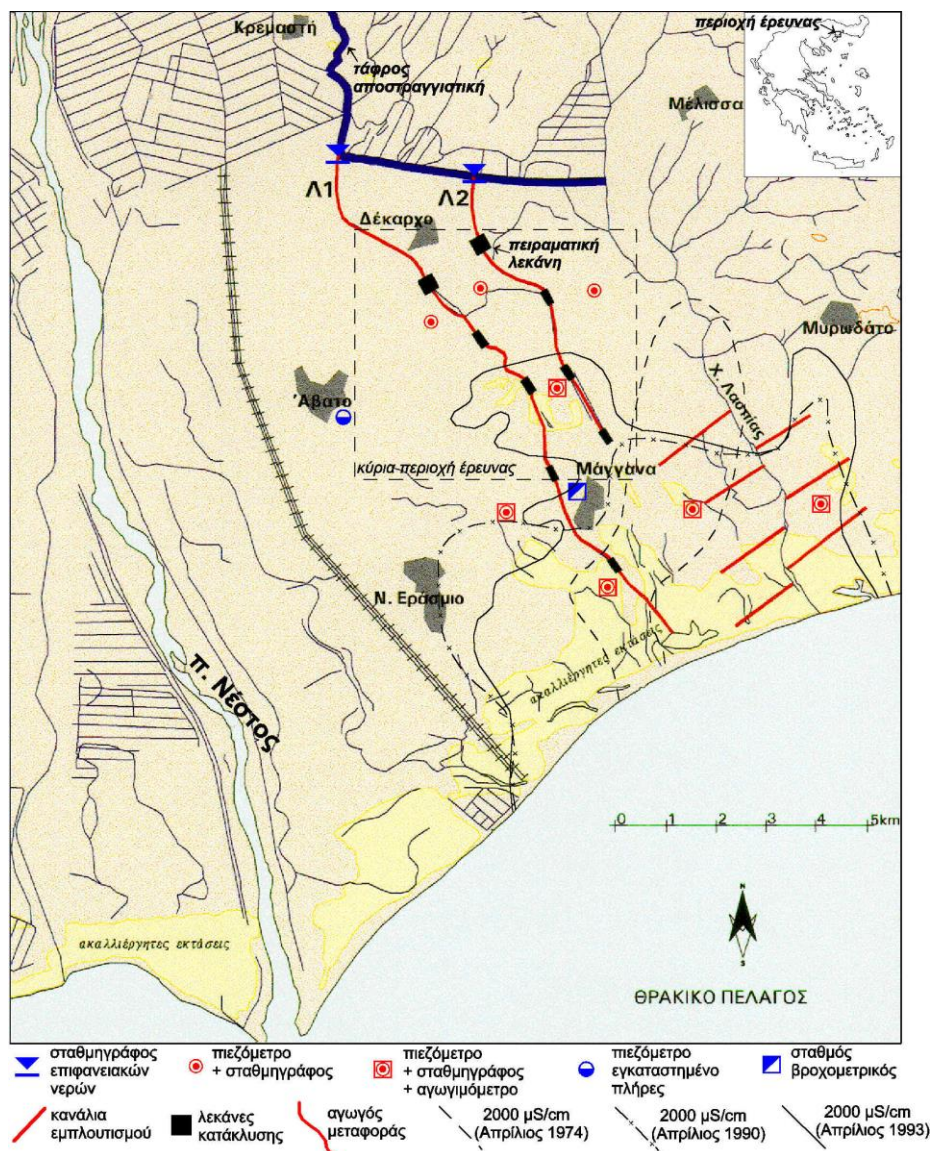 Κρεμαστή
περιοχή έρευνας
τάφρος
αποστραγγιστική
Μέλισσα
Λ1
Λ2
Δέκαρχο
πειραματική
λεκάνη
Μυρωδάτο
Χ. Λασπίας
Άβατο
κύρια-περιοχή έρευνας
Μάγγανα
Ν. Εράσμιο
ακαλλιέργητες εκτάσεις
π. Νέστος
0 1 2 3 4 5km
N
S
ακαλλιέργητες εκτάσεις
ΘΡΑΚΙΚΟ ΠΕΛΑΓΟΣ
σταθμηγράφος
επιφανειακών
νερών
πιεζόμετρο
+ σταθμηγράφος
πιεζόμετρο
+ σταθμηγράφος
+ αγωγιμόμετρο
πιεζόμετρο
εγκαταστημένο
πλήρες
σταθμός
βροχομετρικός
κανάλια
εμπλουτισμού
λεκάνες
κατάκλυσης
αγωγός
μεταφοράς
2000 μS/cm
(Απρίλιος 1974)
2000 μS/cm
(Απρίλιος 1990)
2000 μS/cm
(Απρίλιος 1993)